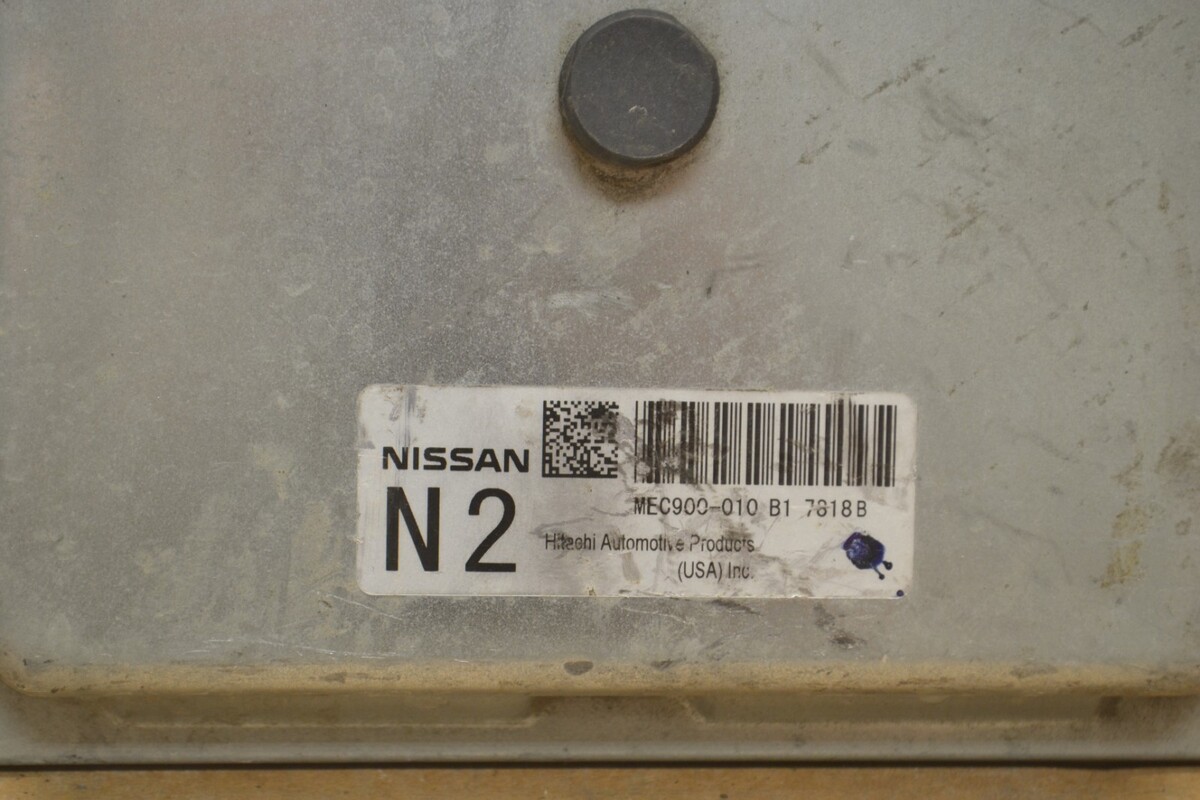 NISSAN
N2
MEC900-010 B1 7818B
Hitachi Automotive Products
(USA) Inc.